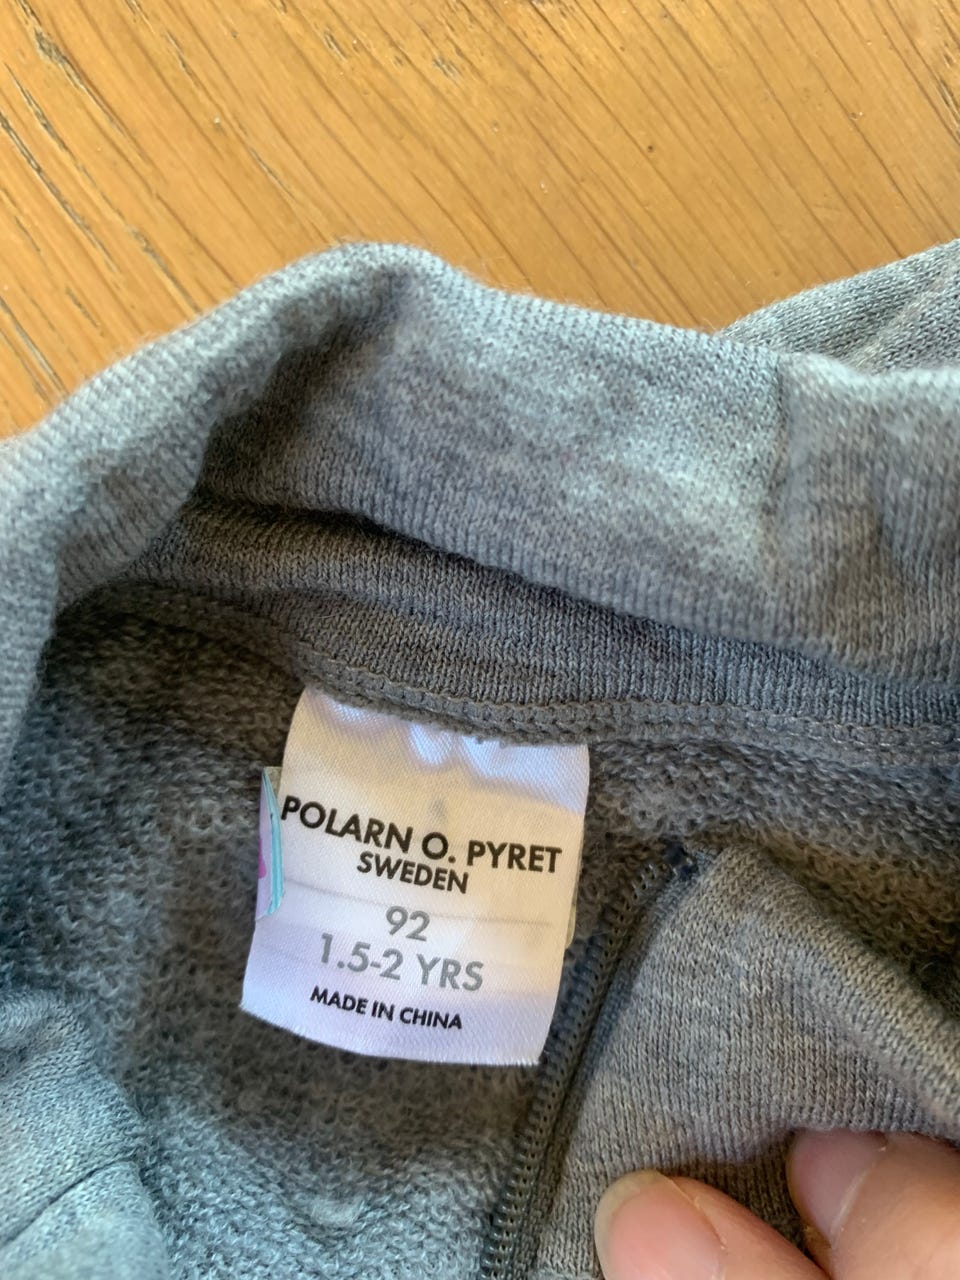 POLARN O. PYRET
SWEDEN
92
1.5-2 YRS
MADE IN CHINA